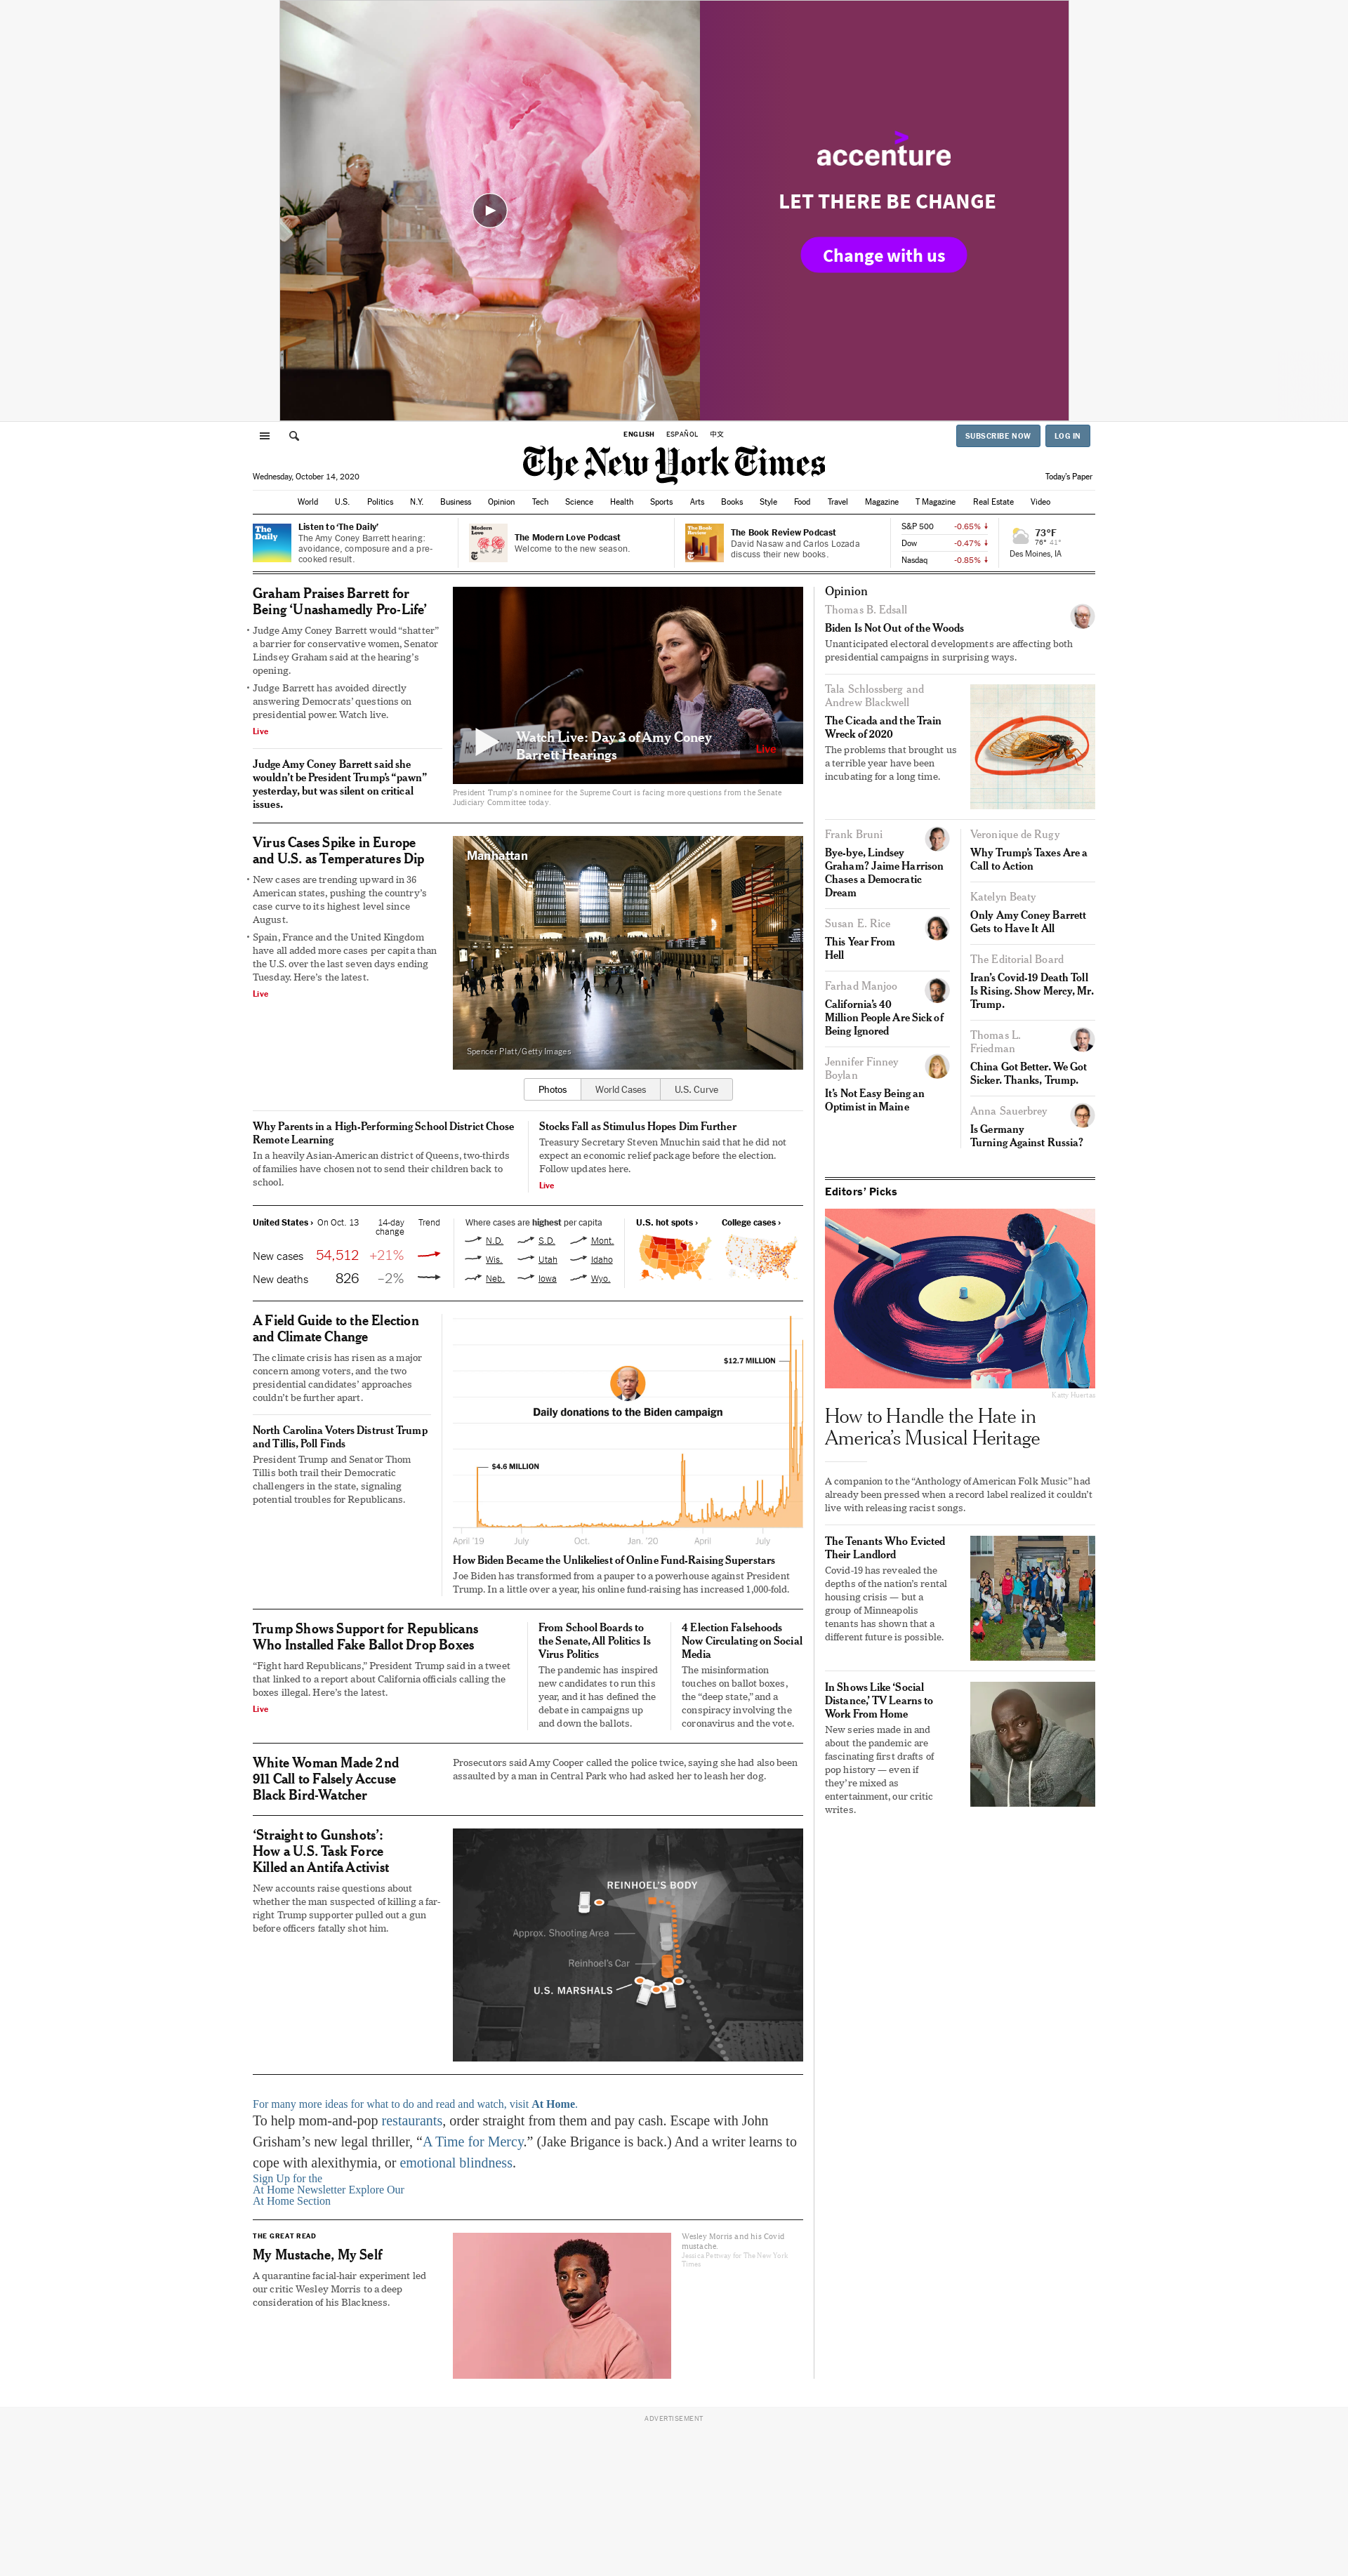 accenture
LET THERE BE CHANGE
Change with us
ENGLISH ESPAÑOL 中文
SUBSCRIBE NOW LOG IN
The New York Times
Wednesday, October 14, 2020
Today's Paper
World U.S. Politics N.Y. Business Opinion Tech Science Health Sports Arts Books Style Food Travel Magazine T Magazine Real Estate Video
The Daily
Listen to ‘The Daily’
The Amy Coney Barrett hearing:
avoidance, composure and a pre-
cooked result.
Modern Love
The Modern Love Podcast
Welcome to the new season.
The Book Review
The Book Review Podcast
David Nasaw and Carlos Lozada
discuss their new books.
S&P 500 -0.65%
Dow -0.47%
Nasdaq -0.85%
73°F
76° 41°
Des Moines, IA
Graham Praises Barrett for
Being ‘Unashamedly Pro-Life’
• Judge Amy Coney Barrett would “shatter”
a barrier for conservative women, Senator
Lindsey Graham said at the hearing’s
opening.
• Judge Barrett has avoided directly
answering Democrats’ questions on
presidential power. Watch live.
Live
Judge Amy Coney Barrett said she
wouldn’t be President Trump’s “pawn”
yesterday, but was silent on critical
issues.
Watch Live: Day 3 of Amy Coney
Barrett Hearings
Live
President Trump’s nominee for the Supreme Court is facing more questions from the Senate
Judiciary Committee today.
Virus Cases Spike in Europe
and U.S. as Temperatures Dip
• New cases are trending upward in 36
American states, pushing the country’s
case curve to its highest level since
August.
• Spain, France and the United Kingdom
have all added more cases per capita than
the U.S. over the last seven days ending
Tuesday. Here’s the latest.
Live
Manhattan
Spencer Platt/Getty Images
Photos World Cases U.S. Curve
Why Parents in a High-Performing School District Chose
Remote Learning
In a heavily Asian-American district of Queens, two-thirds
of families have chosen not to send their children back to
school.
Stocks Fall as Stimulus Hopes Dim Further
Treasury Secretary Steven Mnuchin said that he did not
expect an economic relief package before the election.
Follow updates here.
Live
United States › On Oct. 13 14-day change Trend
New cases 54,512 +21%
New deaths 826 –2%
Where cases are highest per capita
N.D. S.D. Mont.
Wis. Utah Idaho
Neb. Iowa Wyo.
U.S. hot spots ›
College cases ›
A Field Guide to the Election
and Climate Change
The climate crisis has risen as a major
concern among voters, and the two
presidential candidates’ approaches
couldn’t be further apart.
North Carolina Voters Distrust Trump
and Tillis, Poll Finds
President Trump and Senator Thom
Tillis both trail their Democratic
challengers in the state, signaling
potential troubles for Republicans.
$12.7 MILLION
Daily donations to the Biden campaign
$4.6 MILLION
April ’19 July Oct. Jan. ’20 April July
How Biden Became the Unlikeliest of Online Fund-Raising Superstars
Joe Biden has transformed from a pauper to a powerhouse against President
Trump. In a little over a year, his online fund-raising has increased 1,000-fold.
Trump Shows Support for Republicans
Who Installed Fake Ballot Drop Boxes
“Fight hard Republicans,” President Trump said in a tweet
that linked to a report about California officials calling the
boxes illegal. Here’s the latest.
Live
From School Boards to
the Senate, All Politics Is
Virus Politics
The pandemic has inspired
new candidates to run this
year, and it has defined the
debate in campaigns up
and down the ballots.
4 Election Falsehoods
Now Circulating on Social
Media
The misinformation
touches on ballot boxes,
the “deep state,” and a
conspiracy involving the
coronavirus and the vote.
White Woman Made 2nd
911 Call to Falsely Accuse
Black Bird-Watcher
Prosecutors said Amy Cooper called the police twice, saying she had also been
assaulted by a man in Central Park who had asked her to leash her dog.
‘Straight to Gunshots’:
How a U.S. Task Force
Killed an Antifa Activist
New accounts raise questions about
whether the man suspected of killing a far-
right Trump supporter pulled out a gun
before officers fatally shot him.
REINHOEL’S BODY
Approx. Shooting Area
Reinhoel’s Car
U.S. MARSHALS
For many more ideas for what to do and read and watch, visit At Home.
To help mom-and-pop restaurants, order straight from them and pay cash. Escape with John
Grisham’s new legal thriller, “A Time for Mercy.” (Jake Brigance is back.) And a writer learns to
cope with alexithymia, or emotional blindness.
Sign Up for the
At Home Newsletter Explore Our
At Home Section
THE GREAT READ
My Mustache, My Self
A quarantine facial-hair experiment led
our critic Wesley Morris to a deep
consideration of his Blackness.
Wesley Morris and his Covid
mustache.
Jessica Pettway for The New York
Times
Opinion
Thomas B. Edsall
Biden Is Not Out of the Woods
Unanticipated electoral developments are affecting both
presidential campaigns in surprising ways.
Tala Schlossberg and
Andrew Blackwell
The Cicada and the Train
Wreck of 2020
The problems that brought us
a terrible year have been
incubating for a long time.
Frank Bruni
Bye-bye, Lindsey
Graham? Jaime Harrison
Chases a Democratic
Dream
Susan E. Rice
This Year From
Hell
Farhad Manjoo
California’s 40
Million People Are Sick of
Being Ignored
Jennifer Finney
Boylan
It’s Not Easy Being an
Optimist in Maine
Veronique de Rugy
Why Trump’s Taxes Are a
Call to Action
Katelyn Beaty
Only Amy Coney Barrett
Gets to Have It All
The Editorial Board
Iran’s Covid-19 Death Toll
Is Rising. Show Mercy, Mr.
Trump.
Thomas L.
Friedman
China Got Better. We Got
Sicker. Thanks, Trump.
Anna Sauerbrey
Is Germany
Turning Against Russia?
Editors’ Picks
Katty Huertas
How to Handle the Hate in
America’s Musical Heritage
A companion to the “Anthology of American Folk Music” had
already been pressed when a record label realized it couldn’t
live with releasing racist songs.
The Tenants Who Evicted
Their Landlord
Covid-19 has revealed the
depths of the nation’s rental
housing crisis — but a
group of Minneapolis
tenants has shown that a
different future is possible.
In Shows Like ‘Social
Distance,’ TV Learns to
Work From Home
New series made in and
about the pandemic are
fascinating first drafts of
pop history — even if
they’re mixed as
entertainment, our critic
writes.
ADVERTISEMENT